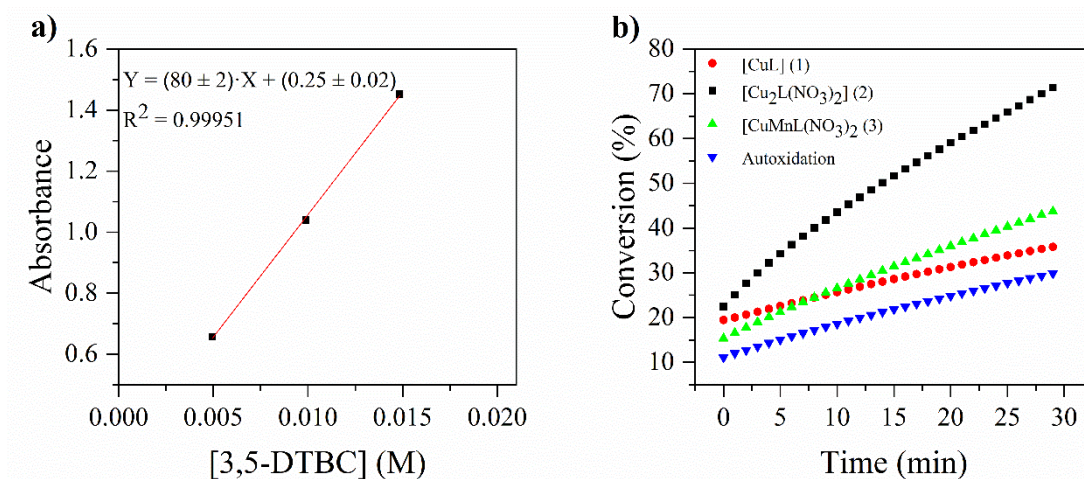 a)
Y = (80 ± 2)·X + (0.25 ± 0.02)
R² = 0.99951
1.6
1.4
1.2
1.0
0.8
0.6
Absorbance
0.000 0.005 0.010 0.015 0.020
[3,5-DTBC] (M)
b)
[CuL] (1)
[Cu₂L(NO₃)₂] (2)
[CuMnL(NO₃)₂ (3)
Autoxidation
80
70
60
50
40
30
20
10
Conversion (%)
0 5 10 15 20 25 30
Time (min)